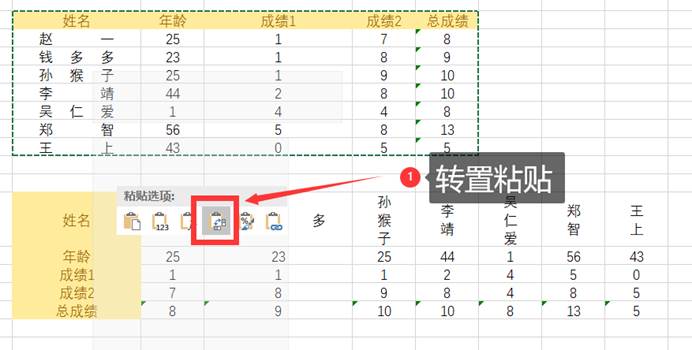 姓名 年龄 成绩1 成绩2 总成绩
赵一 25 1 7 8
钱多多 23 1 8 9
孙猴子 25 1 9 10
李靖 44 2 8 10
吴仁爱 1 4 4 8
郑智 56 5 8 13
王上 43 0 5 5
1 转置粘贴
粘贴选项:
123
姓名 多 孙猴子 李靖 吴仁爱 郑智 王上
年龄 25 23 25 44 1 56 43
成绩1 1 1 1 2 4 5 0
成绩2 7 8 9 8 4 8 5
总成绩 8 9 10 10 8 13 5